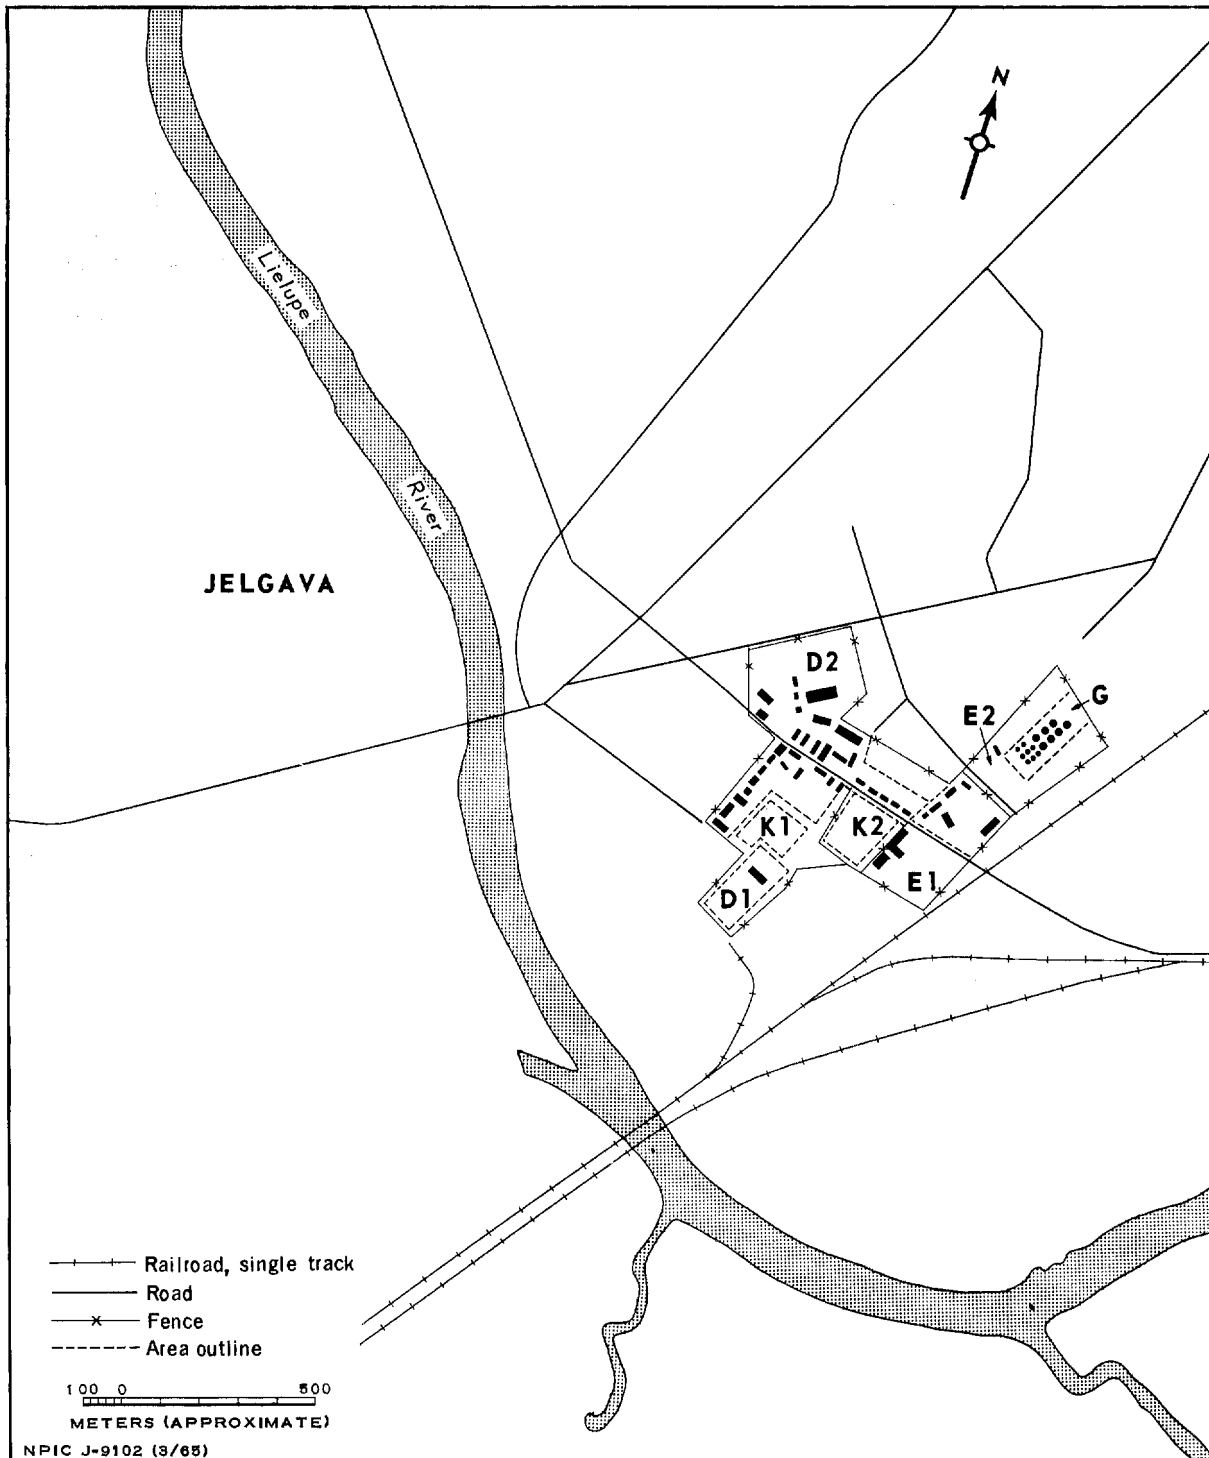 N
Lielupe
River
JELGAVA
D2
G
E2
K1
K2
E1
D1
Railroad, single track
Road
Fence
Area outline
100 0 500
METERS (APPROXIMATE)
NPIC J-9102 (3/65)